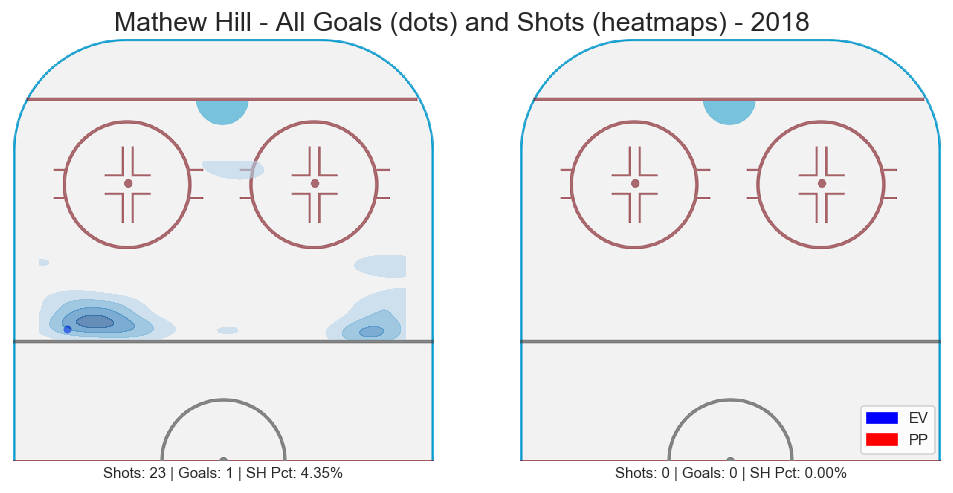 Mathew Hill - All Goals (dots) and Shots (heatmaps) - 2018
EV
PP
Shots: 23 | Goals: 1 | SH Pct: 4.35%
Shots: 0 | Goals: 0 | SH Pct: 0.00%